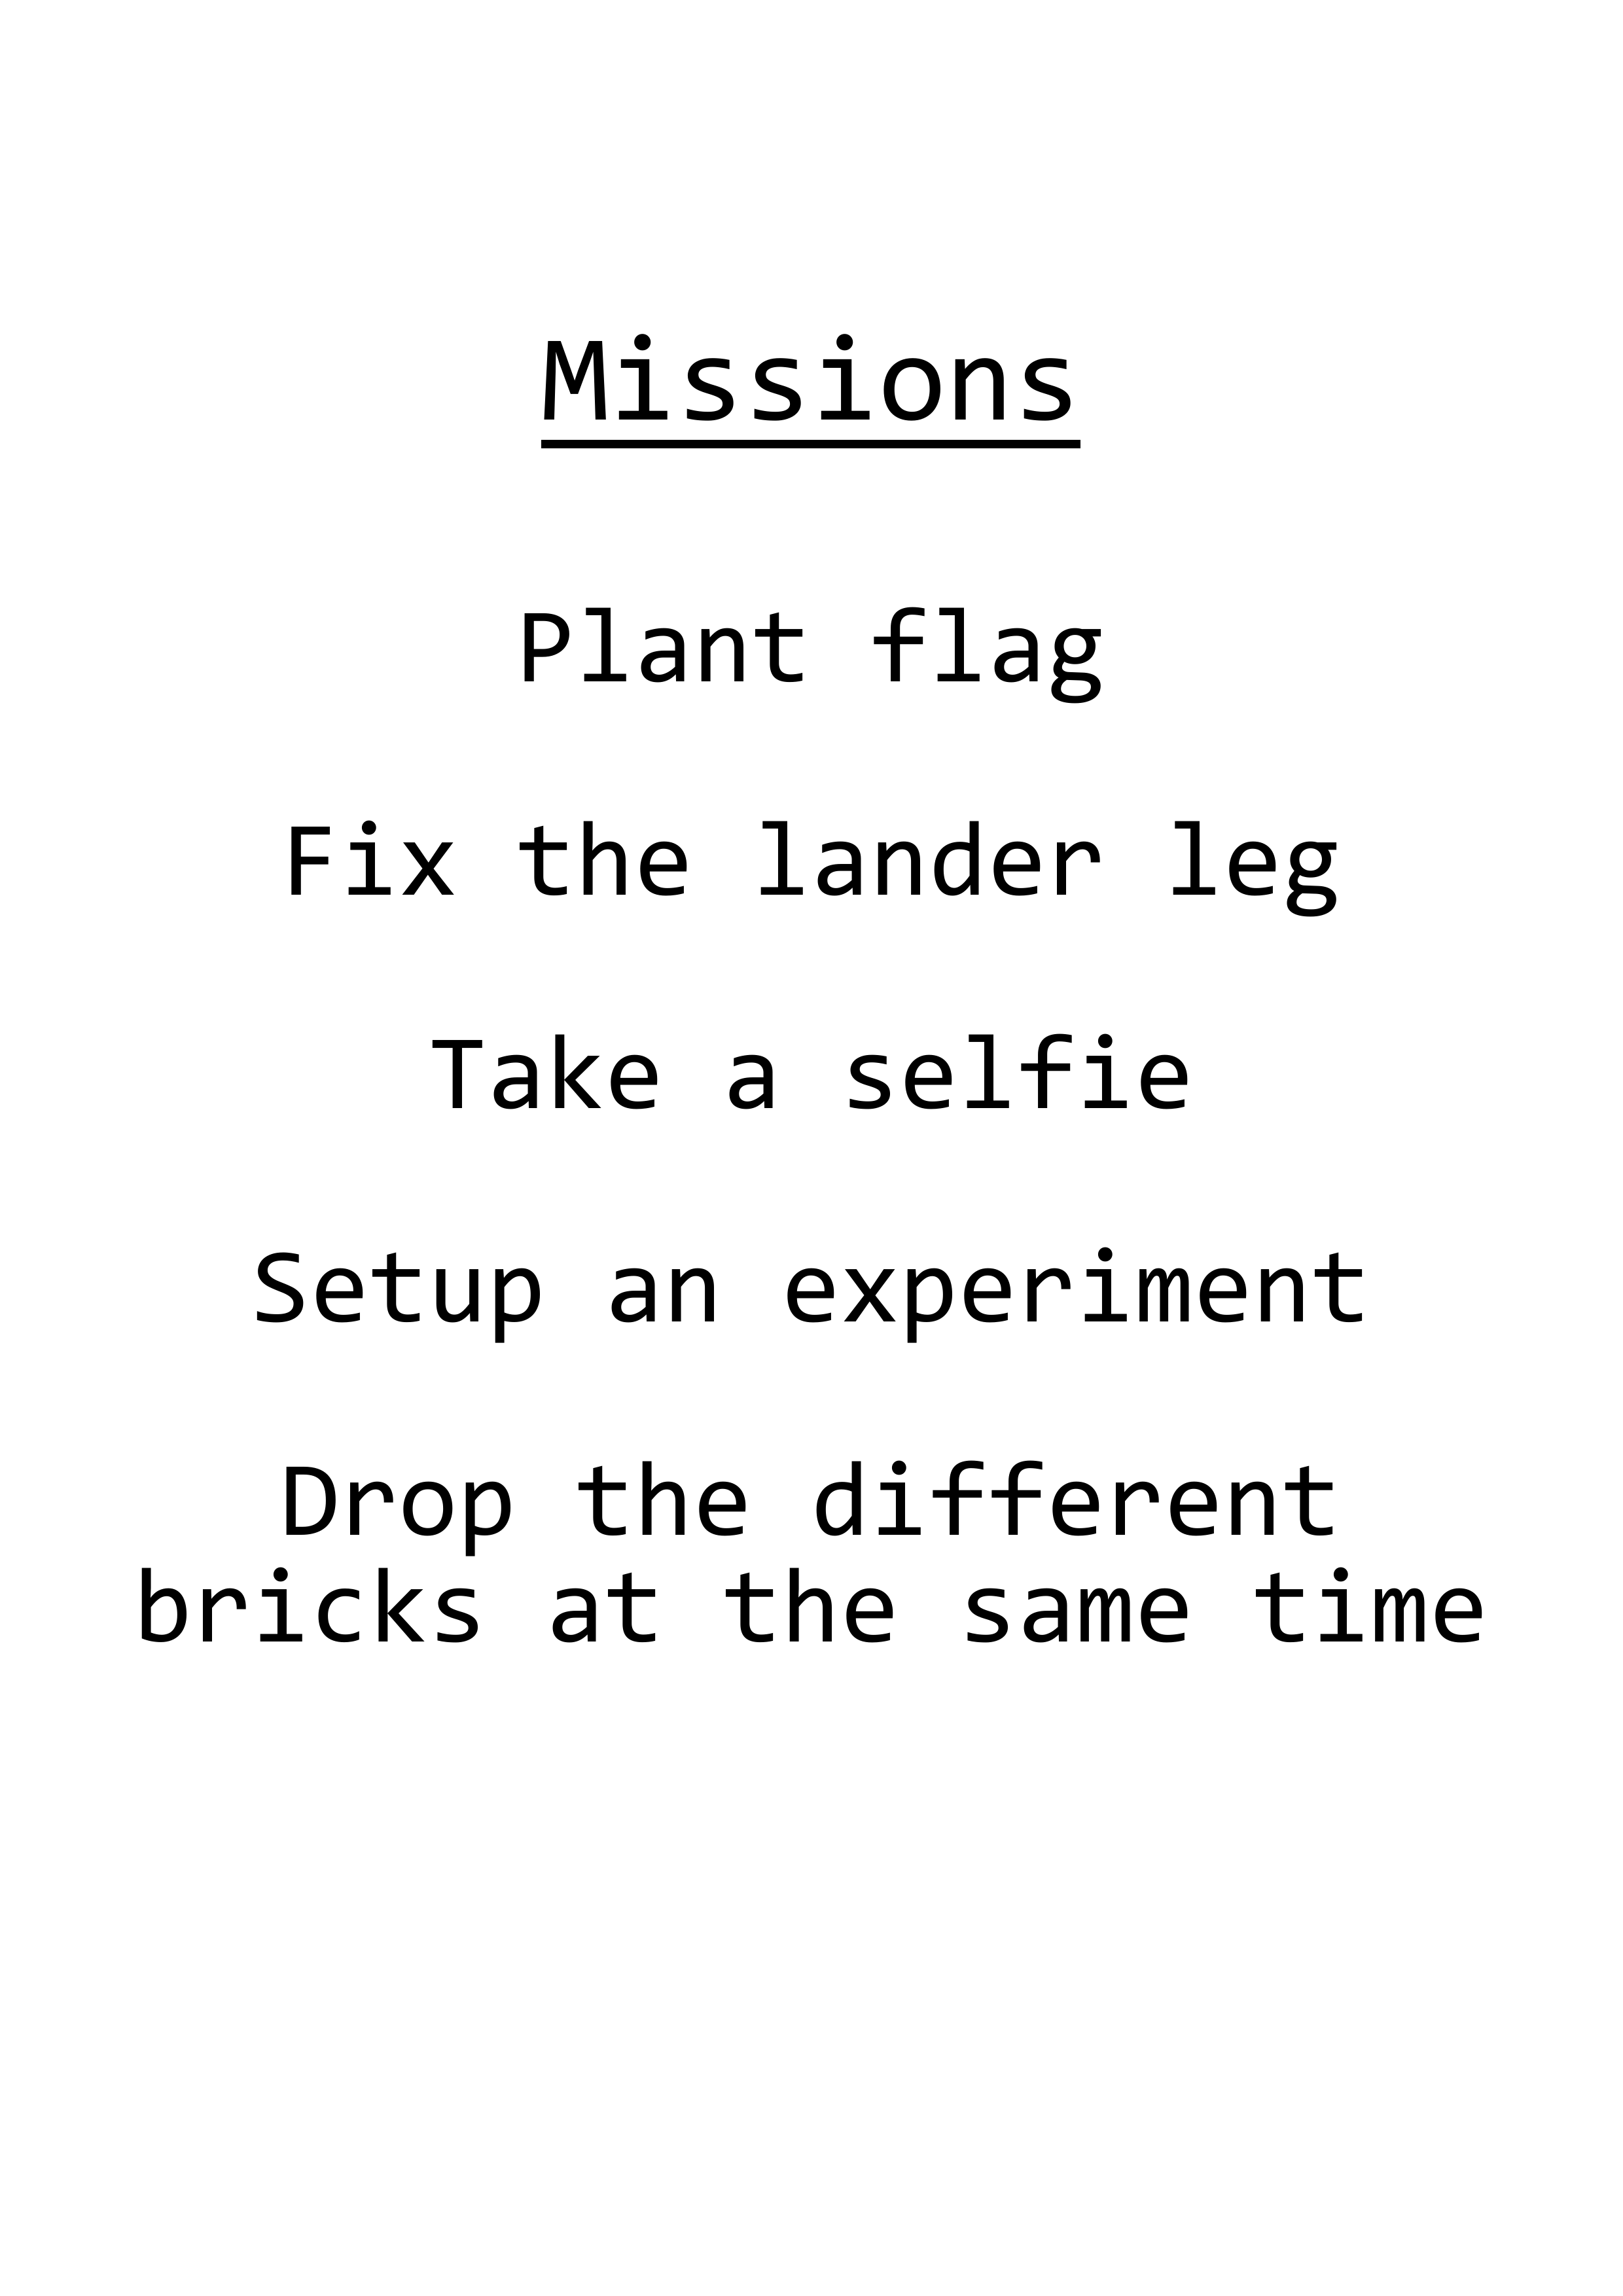 Missions
Plant flag
Fix the lander leg
Take a selfie
Setup an experiment
Drop the different
bricks at the same time